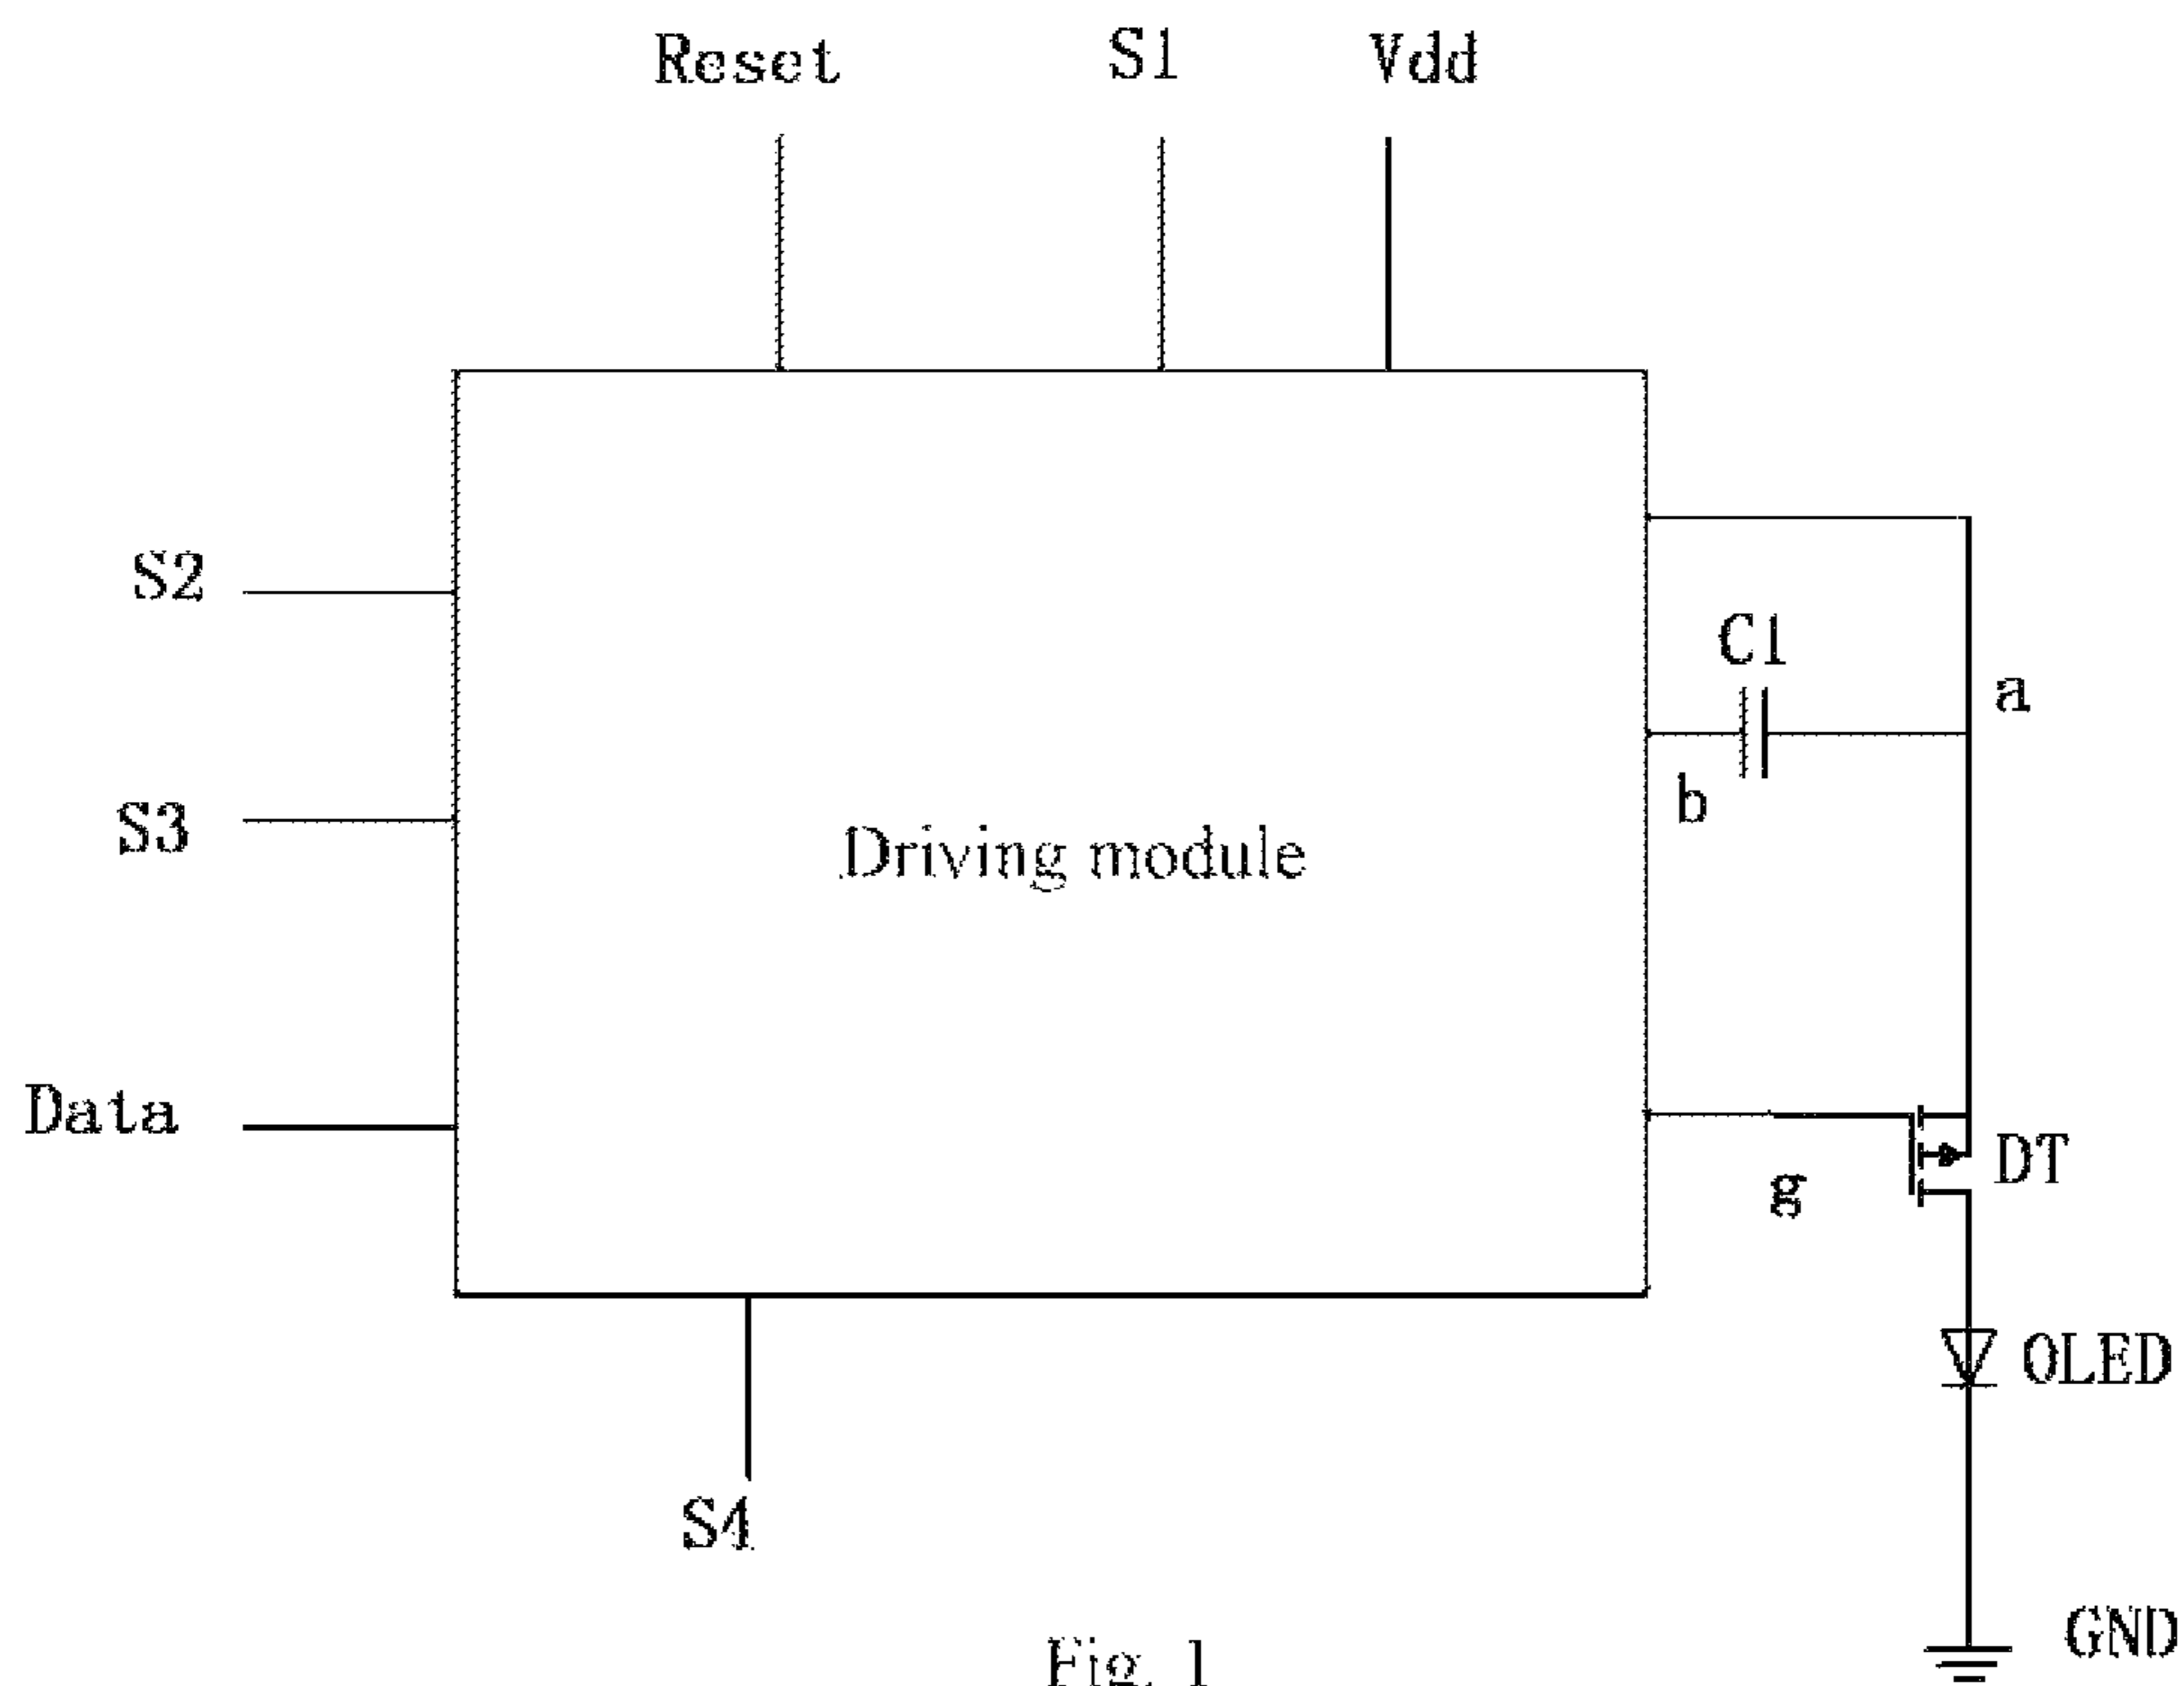 Reset S1 Vdd
S2
C1
a
b
S3
Driving module
Data
DT
g
OLED
S4
GND
Fig. 1